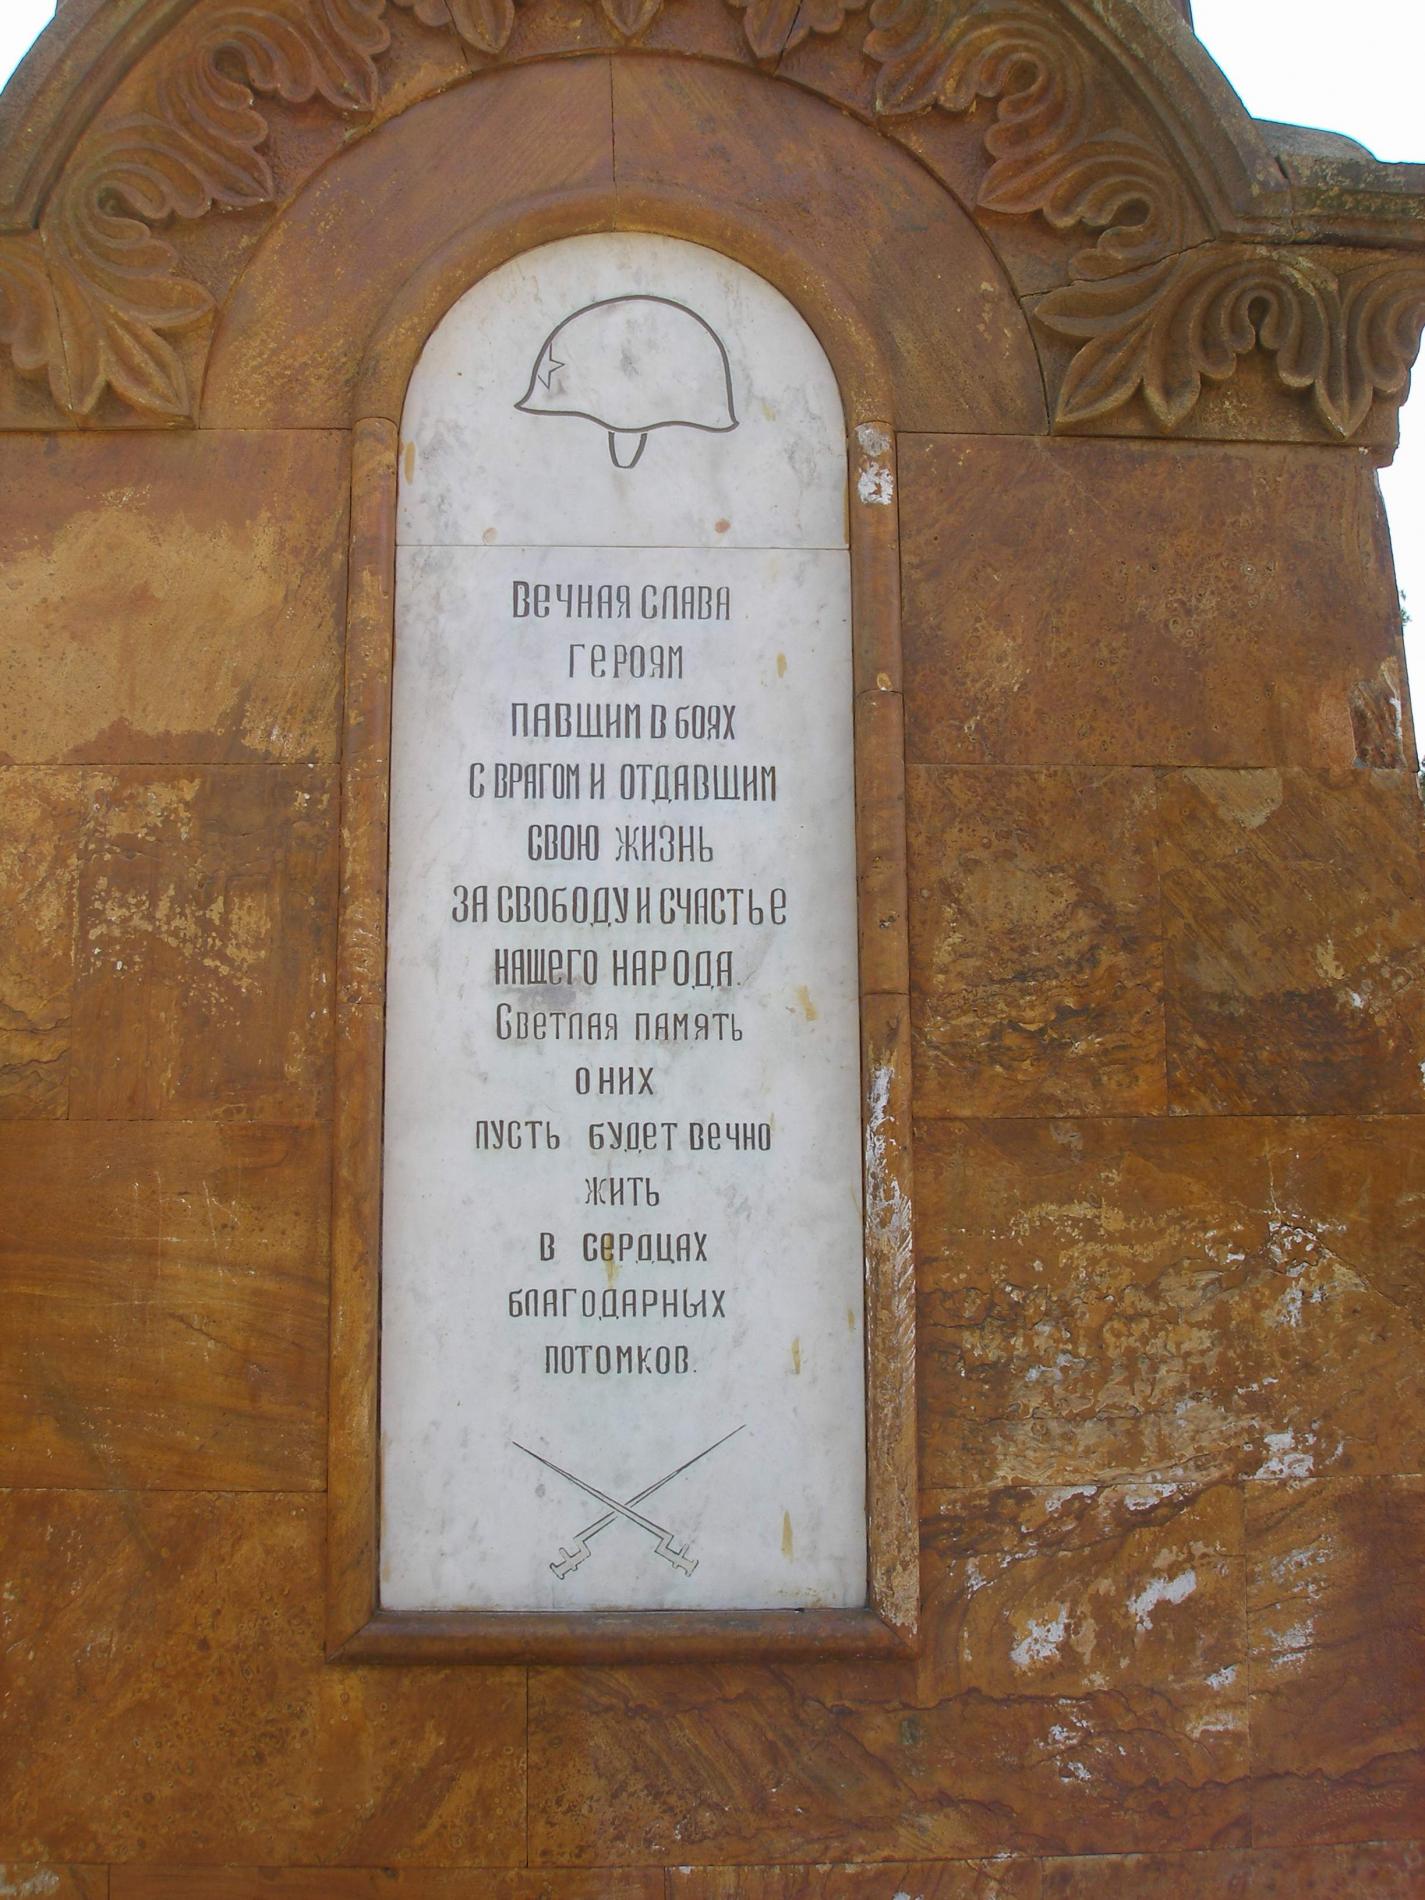 Вечная слава
героям
павшим в боях
с врагом и отдавшим
свою жизнь
за свободу и счастье
нащего народа.
Светлая память
о них
пусть будет вечно
жить
в сердцах
благодарных
потомков.